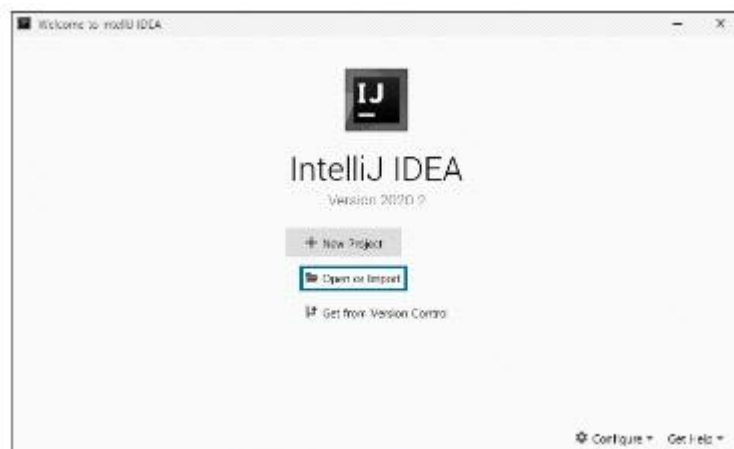 Welcome to IntelliJ IDEA
IJ
IntelliJ IDEA
Version 2020.2
New Project
Open or Import
Get from Version Control
Configure
Get Help